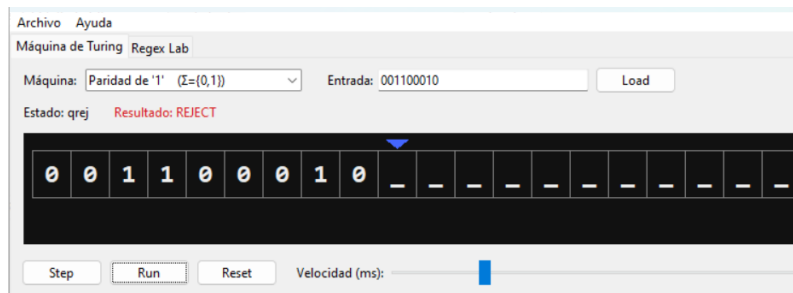 Archivo Ayuda
Máquina de Turing Regex Lab
Máquina: Paridad de '1' (Σ={0,1}) Entrada: 001100010 Load
Estado: qrej Resultado: REJECT
0 0 1 1 0 0 0 1 0 _ _ _ _ _ _ _ _ _ _ _
Step Run Reset Velocidad (ms):